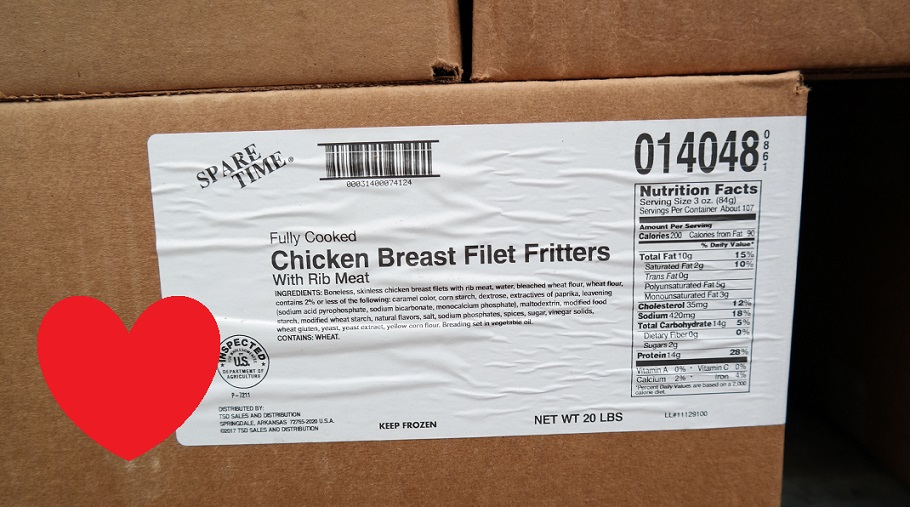 SPARE
TIME®
00031400074124
014048
0861
Fully Cooked
Chicken Breast Filet Fritters
With Rib Meat
INGREDIENTS: Boneless, skinless chicken breast filets with rib meat, water, bleached wheat flour, wheat flour,
contains 2% or less of the following: caramel color, corn starch, dextrose, extractives of paprika, leavening
(sodium acid pyrophosphate, sodium bicarbonate, monocalcium phosphate), maltodextrin, modified food
starch, modified wheat starch, natural flavors, salt, sodium phosphates, spices, sugar, vinegar solids,
wheat gluten, yeast, yeast extract, yellow corn flour. Breading set in vegetable oil.
CONTAINS: WHEAT.
Nutrition Facts
Serving Size 3 oz. (84g)
Servings Per Container About 107
Amount Per Serving
Calories 200 Calories from Fat 90
% Daily Value*
Total Fat 10g 15%
Saturated Fat 2g 10%
Trans Fat 0g
Polyunsaturated Fat 5g
Monounsaturated Fat 3g
Cholesterol 35mg 12%
Sodium 420mg 18%
Total Carbohydrate 14g 5%
Dietary Fiber 0g 0%
Sugars 2g
Protein 14g 28%
Vitamin A 0% * Vitamin C 0%
Calcium 2% * Iron 4%
*Percent Daily Values are based on a 2,000
calorie diet.
INSPECTED
U.S.
DEPARTMENT OF
AGRICULTURE
P-7211
DISTRIBUTED BY:
TSD SALES AND DISTRIBUTION
SPRINGDALE, ARKANSAS 72765-2020 U.S.A.
©2017 TSD SALES AND DISTRIBUTION
KEEP FROZEN
NET WT 20 LBS
LL#11129100